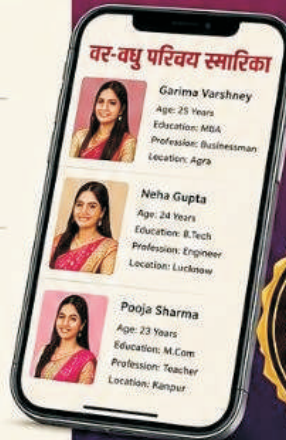 वर-वधु परिचय स्मारिका
Garima Varshney
Age: 25 Years
Education: MBA
Profession: Businessman
Location: Agra
Neha Gupta
Age: 24 Years
Education: B.Tech
Profession: Engineer
Location: Lucknow
Pooja Sharma
Age: 23 Years
Education: M.Com
Profession: Teacher
Location: Kanpur